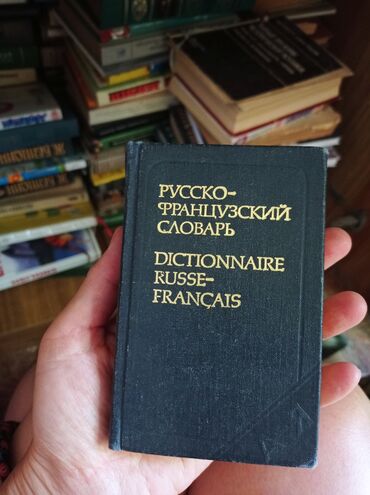 РУССКО-
ФРАНЦУЗСКИЙ
СЛОВАРЬ
DICTIONNAIRE
RUSSE-
FRANÇAIS